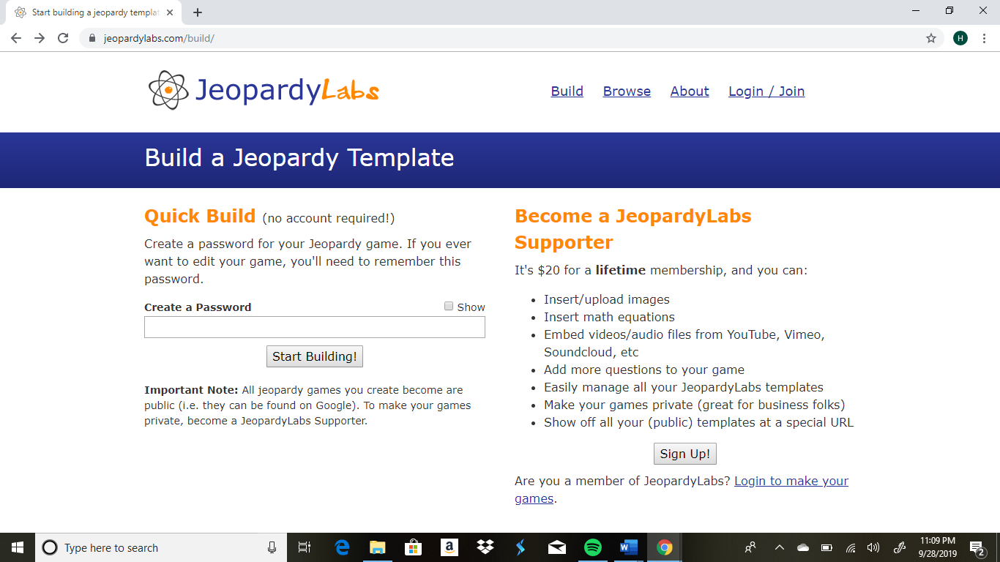 Start building a jeopardy templat
jeopardylabs.com/build/
H
JeopardyLabs
Build Browse About Login / Join
Build a Jeopardy Template
Quick Build (no account required!)
Create a password for your Jeopardy game. If you ever
want to edit your game, you'll need to remember this
password.
Create a Password
Show
Start Building!
Important Note: All jeopardy games you create become are
public (i.e. they can be found on Google). To make your games
private, become a JeopardyLabs Supporter.
Become a JeopardyLabs
Supporter
It's $20 for a lifetime membership, and you can:
• Insert/upload images
• Insert math equations
• Embed videos/audio files from YouTube, Vimeo,
Soundcloud, etc
• Add more questions to your game
• Easily manage all your JeopardyLabs templates
• Make your games private (great for business folks)
• Show off all your (public) templates at a special URL
Sign Up!
Are you a member of JeopardyLabs? Login to make your
games.
Type here to search
11:09 PM
9/28/2019
2